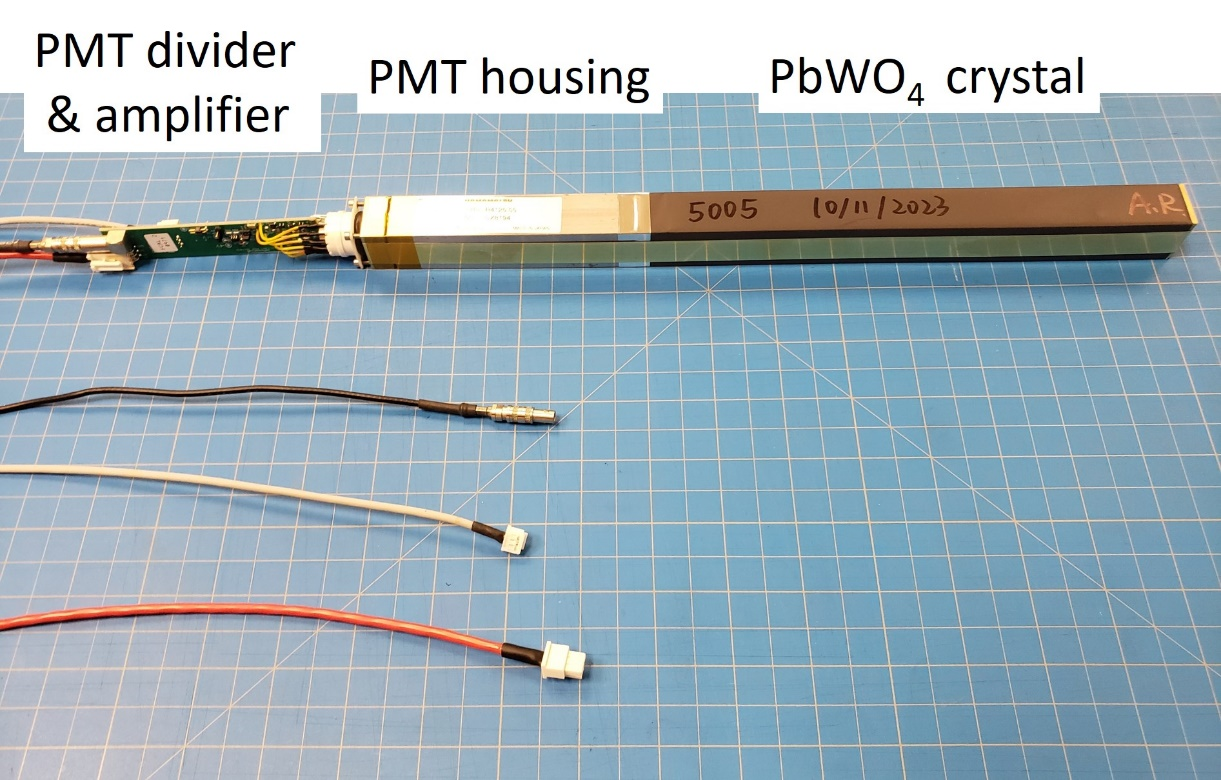 PMT divider
& amplifier
PMT housing
PbWO₄ crystal
5005 10/11/2023
A.R